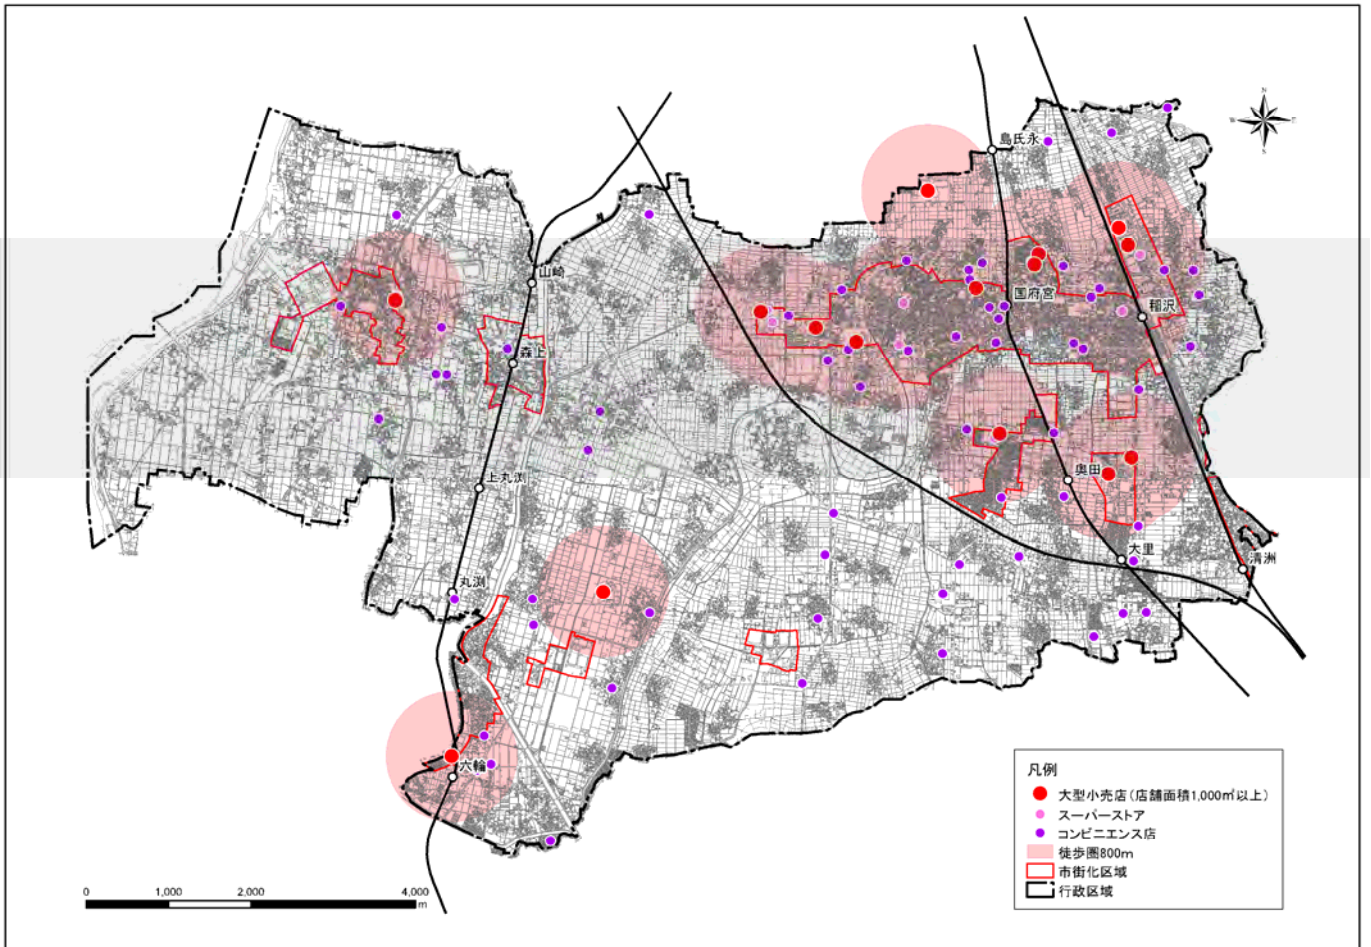 N
W
E
S
島氏永
山崎
国府宮
稲沢
森上
上丸渕
奥田
大里
清洲
丸渕
六輪
凡例
大型小売店(店舗面積1,000㎡以上)
スーパーストア
コンビニエンス店
徒歩圏800m
市街化区域
行政区域
0 1,000 2,000 4,000
m